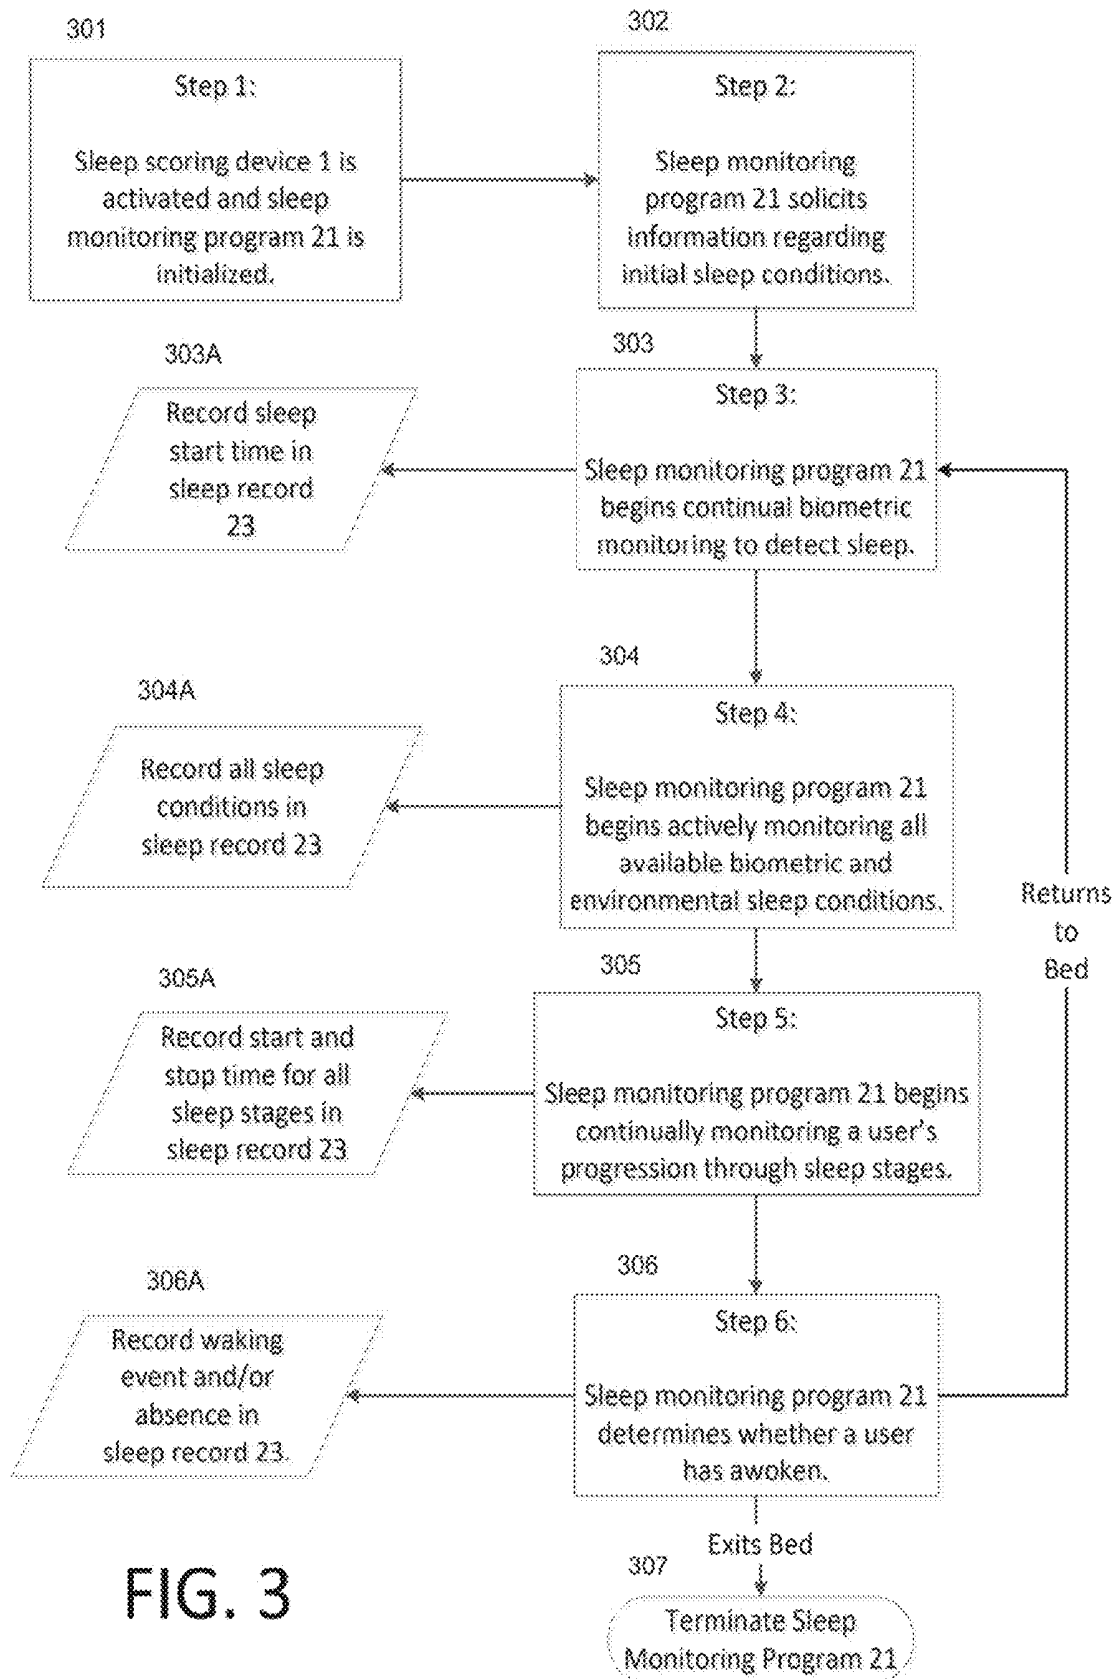 301
Step 1:
Sleep scoring device 1 is
activated and sleep
monitoring program 21 is
initialized.
302
Step 2:
Sleep monitoring
program 21 solicits
information regarding
initial sleep conditions.
303A
Record sleep
start time in
sleep record
23
303
Step 3:
Sleep monitoring program 21
begins continual biometric
monitoring to detect sleep.
304A
Record all sleep
conditions in
sleep record 23
304
Step 4:
Sleep monitoring program 21
begins actively monitoring all
available biometric and
environmental sleep conditions.
Returns
to
Bed
305A
Record start and
stop time for all
sleep stages in
sleep record 23
305
Step 5:
Sleep monitoring program 21 begins
continually monitoring a user's
progression through sleep stages.
306A
Record waking
event and/or
absence in
sleep record 23.
306
Step 6:
Sleep monitoring program 21
determines whether a user
has awoken.
Exits Bed
307
Terminate Sleep
Monitoring Program 21
FIG. 3